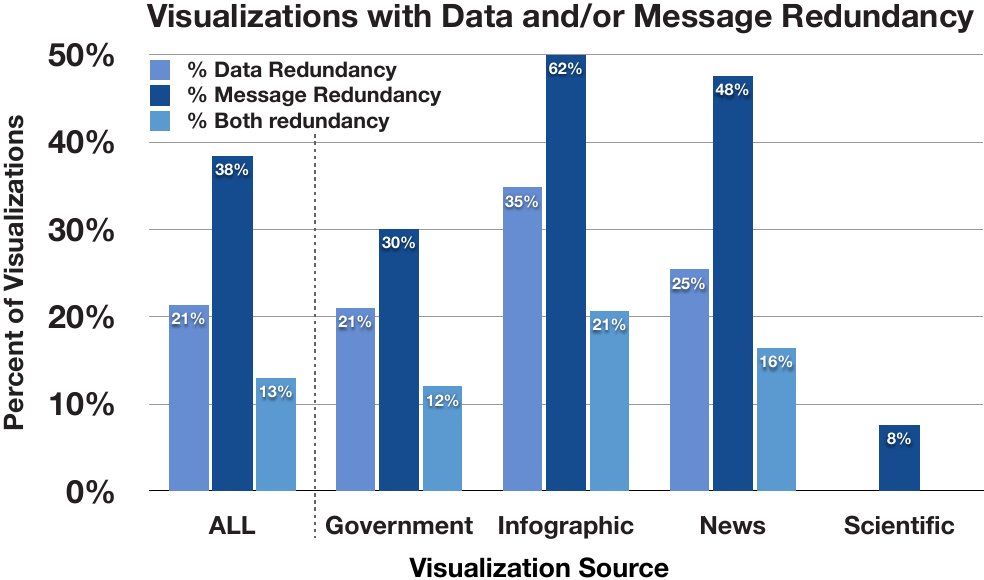 Visualizations with Data and/or Message Redundancy
50%
40%
30%
20%
10%
0%
Percent of Visualizations
% Data Redundancy
% Message Redundancy
% Both redundancy
21%
38%
13%
21%
30%
12%
35%
62%
21%
25%
48%
16%
8%
ALL
Government
Infographic
News
Scientific
Visualization Source